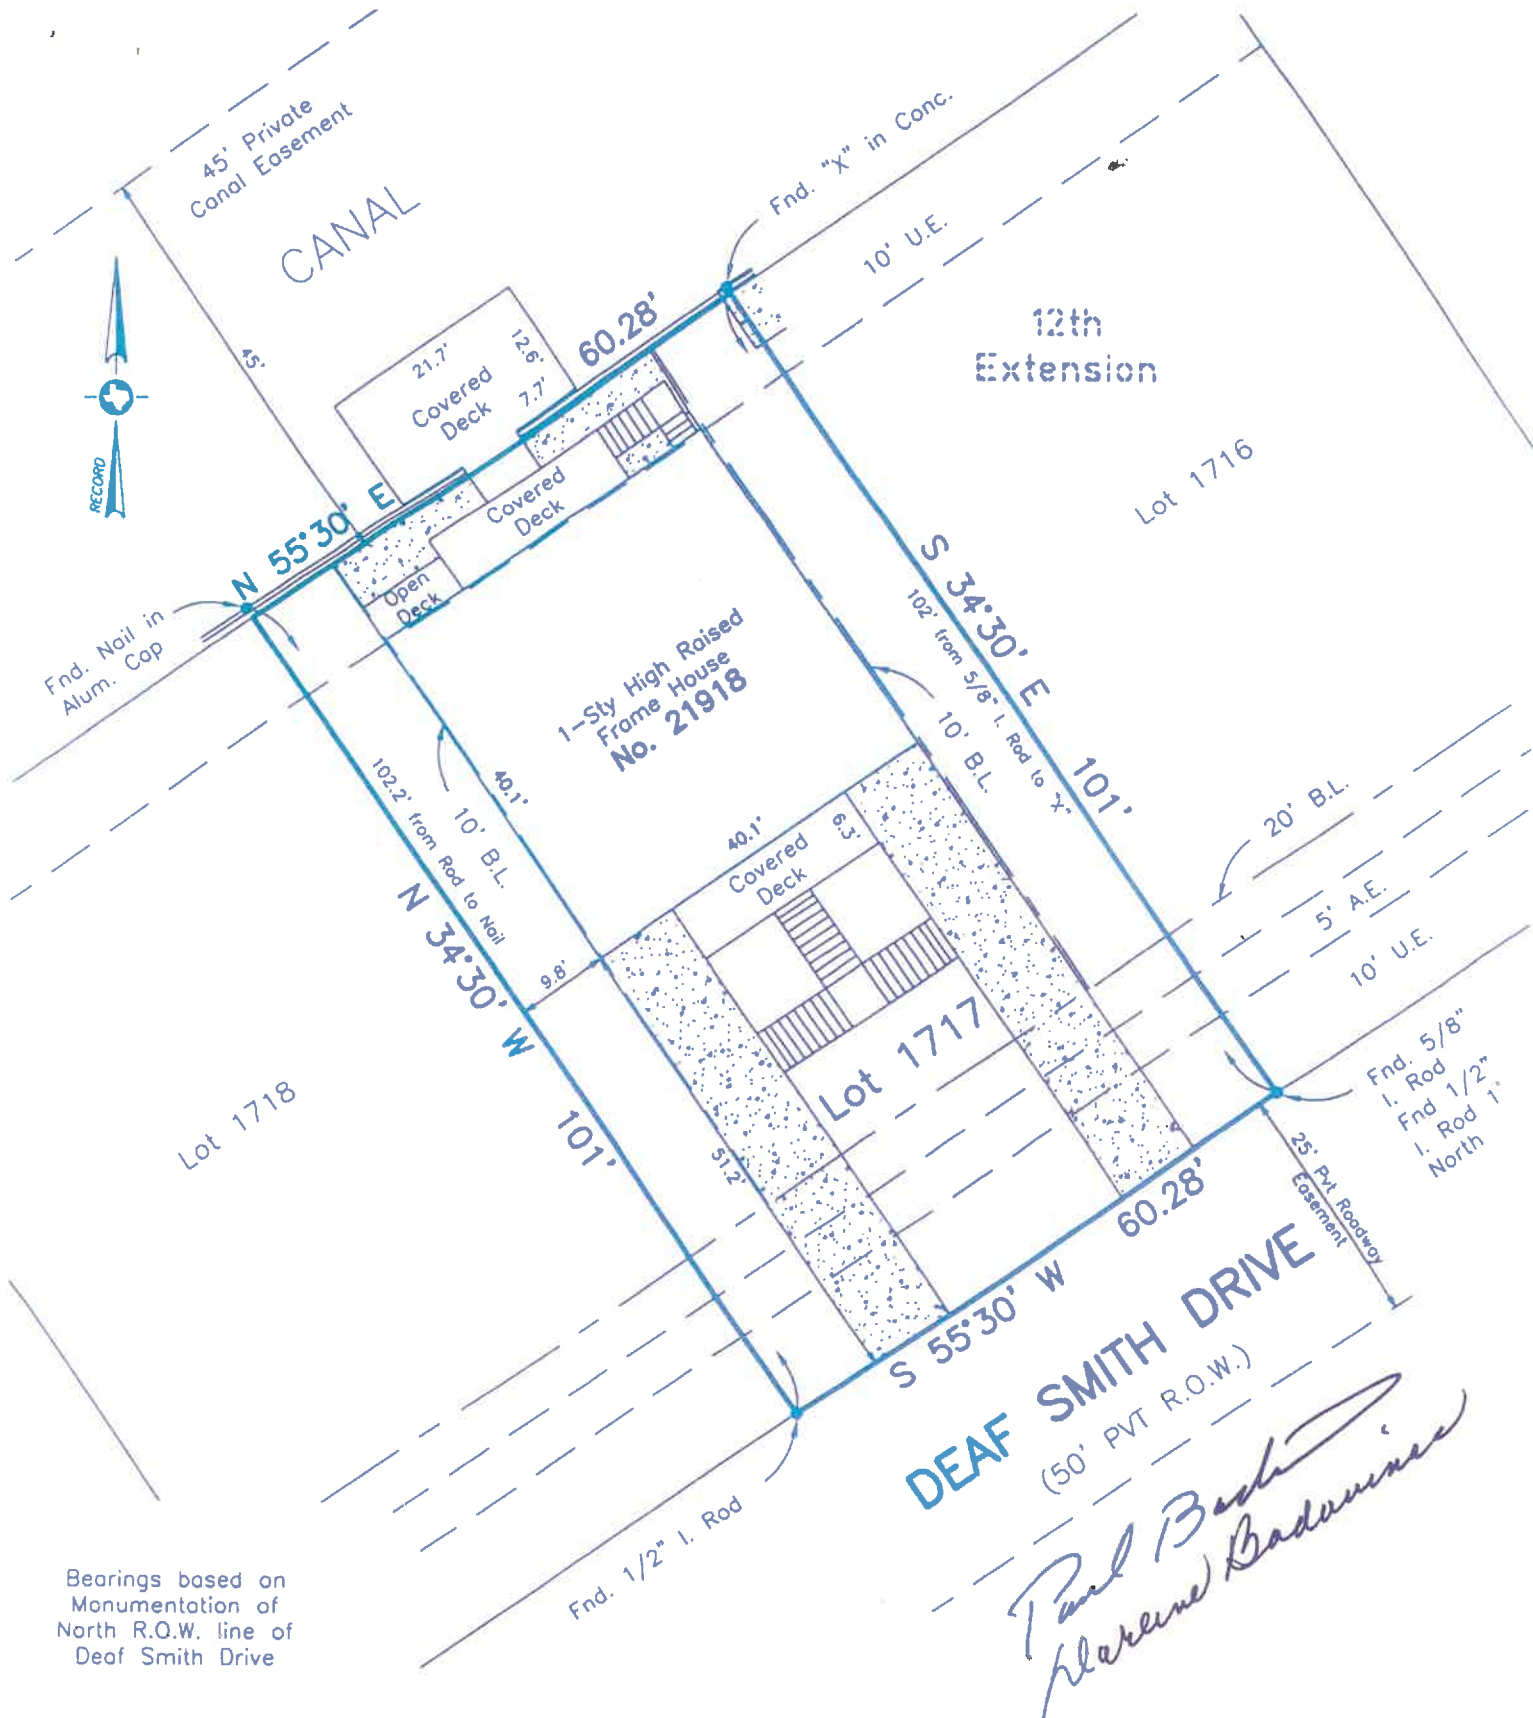 45' Private
Canal Easement
CANAL
Fnd. "X" in Conc.
10' U.E.
12th
Extension
45'
21.7'
12.6'
7.7'
Covered
Deck
60.28'
RECORD
N 55°30' E
Covered
Deck
Open
Deck
Lot 1716
Fnd. Nail in
Alum. Cap
1-Sty High Raised
Frame House
No. 21918
S 34°30' E
101'
102' from 5/8" I. Rod to "X"
10' B.L.
40.1'
10' B.L.
102.2' from Rod to Nail
N 34°30' W
101'
40.1'
6.3'
Covered
Deck
9.8'
20' B.L.
5' A.E.
10' U.E.
Lot 1717
Lot 1718
51.2'
Fnd. 5/8"
I. Rod
Fnd 1/2"
I. Rod 1'
North
25' Pvt Roadway
Easement
60.28'
S 55°30' W
DEAF SMITH DRIVE
(50' PVT R.O.W.)
Fnd. 1/2" I. Rod
Paul
Badovinac
Bearings based on
Monumentation of
North R.O.W. line of
Deaf Smith Drive